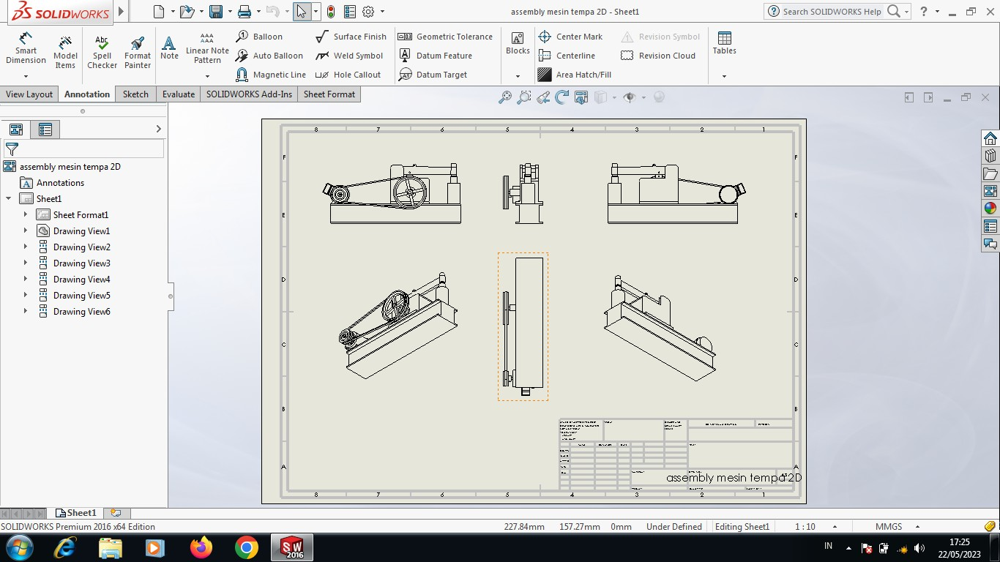 SOLIDWORKS
assembly mesin tempa 2D - Sheet1
Search SOLIDWORKS Help
?
Smart Dimension
Model Items
Spell Checker
Format Painter
Note
Linear Note Pattern
Balloon
Auto Balloon
Magnetic Line
Surface Finish
Weld Symbol
Hole Callout
Geometric Tolerance
Datum Feature
Datum Target
Blocks
Center Mark
Centerline
Area Hatch/Fill
Revision Symbol
Revision Cloud
Tables
View Layout
Annotation
Sketch
Evaluate
SOLIDWORKS Add-Ins
Sheet Format
assembly mesin tempa 2D
Annotations
Sheet1
Sheet Format1
Drawing View1
Drawing View2
Drawing View3
Drawing View4
Drawing View5
Drawing View6
8 7 6 5 4 3 2 1
F F
E E
D D
C C
B B
A A
assembly mesin tempa 2D
8 7 6 5 4 3 2 1
Sheet1
SOLIDWORKS Premium 2016 x64 Edition
227.84mm 157.27mm 0mm Under Defined Editing Sheet1 1 : 10 MMGS
SW 2016
IN
17:25
22/05/2023